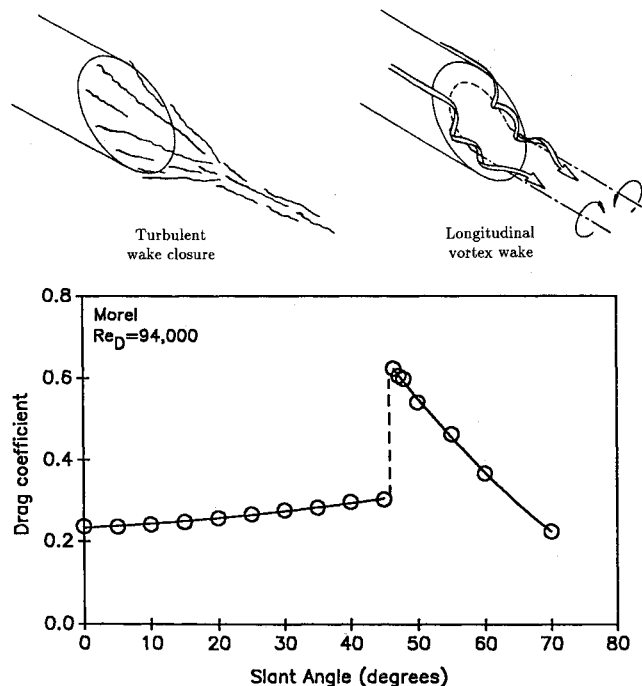 Turbulent
wake closure
Longitudinal
vortex wake
Morel
Re_D=94,000
Drag coefficient
0.8
0.6
0.4
0.2
0.0
0 10 20 30 40 50 60 70 80
Slant Angle (degrees)